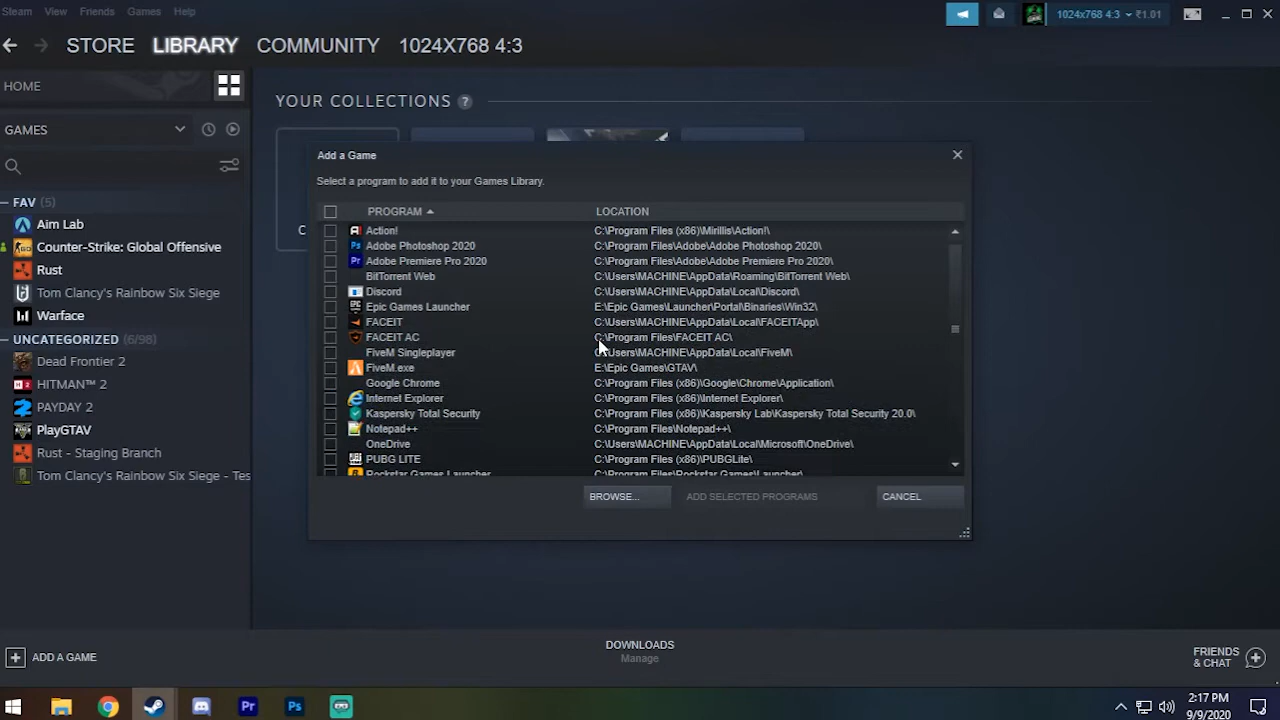 Steam View Friends Games Help
1024x768 4:3 ₹1.01
STORE LIBRARY COMMUNITY 1024X768 4:3
HOME
YOUR COLLECTIONS ?
GAMES
Add a Game
Select a program to add it to your Games Library.
PROGRAM LOCATION
Action! C:\Program Files (x86)\Mirillis\Action!\
Adobe Photoshop 2020 C:\Program Files\Adobe\Adobe Photoshop 2020\
Adobe Premiere Pro 2020 C:\Program Files\Adobe\Adobe Premiere Pro 2020\
BitTorrent Web C:\Users\MACHINE\AppData\Roaming\BitTorrent Web\
Discord C:\Users\MACHINE\AppData\Local\Discord\
Epic Games Launcher E:\Epic Games\Launcher\Portal\Binaries\Win32\
FACEIT C:\Users\MACHINE\AppData\Local\FACEITApp\
FACEIT AC C:\Program Files\FACEIT AC\
FiveM Singleplayer C:\Users\MACHINE\AppData\Local\FiveM\
FiveM.exe E:\Epic Games\GTAV\
Google Chrome C:\Program Files (x86)\Google\Chrome\Application\
Internet Explorer C:\Program Files (x86)\Internet Explorer\
Kaspersky Total Security C:\Program Files (x86)\Kaspersky Lab\Kaspersky Total Security 20.0\
Notepad++ C:\Program Files\Notepad++\
OneDrive C:\Users\MACHINE\AppData\Local\Microsoft\OneDrive\
PUBG LITE C:\Program Files (x86)\PUBGLite\
Rockstar Games Launcher C:\Program Files\Rockstar Games\Launcher\
BROWSE... ADD SELECTED PROGRAMS CANCEL
FAV (5)
Aim Lab
Counter-Strike: Global Offensive
Rust
Tom Clancy's Rainbow Six Siege
Warface
UNCATEGORIZED (6/98)
Dead Frontier 2
HITMAN™ 2
PAYDAY 2
PlayGTAV
Rust - Staging Branch
Tom Clancy's Rainbow Six Siege - Tes
C
ADD A GAME
DOWNLOADS
Manage
FRIENDS
& CHAT
2:17 PM
9/9/2020